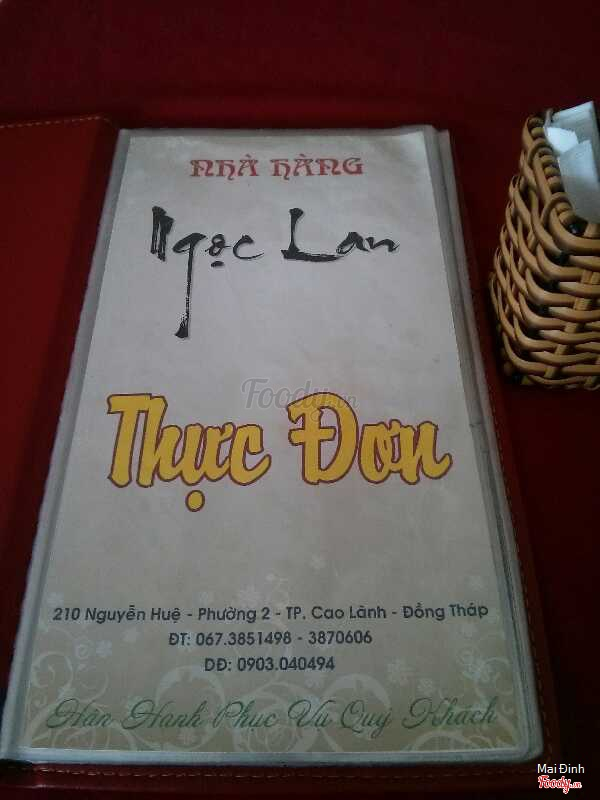 NHÀ HÀNG
Ngọc Lan
Foody.vn
Thực Đơn
210 Nguyễn Huệ - Phường 2 - TP. Cao Lãnh - Đồng Tháp
ĐT: 067.3851498 - 3870606
DĐ: 0903.040494
Hân Hạnh Phục Vụ Quý Khách
Mai Đinh
Foody.vn